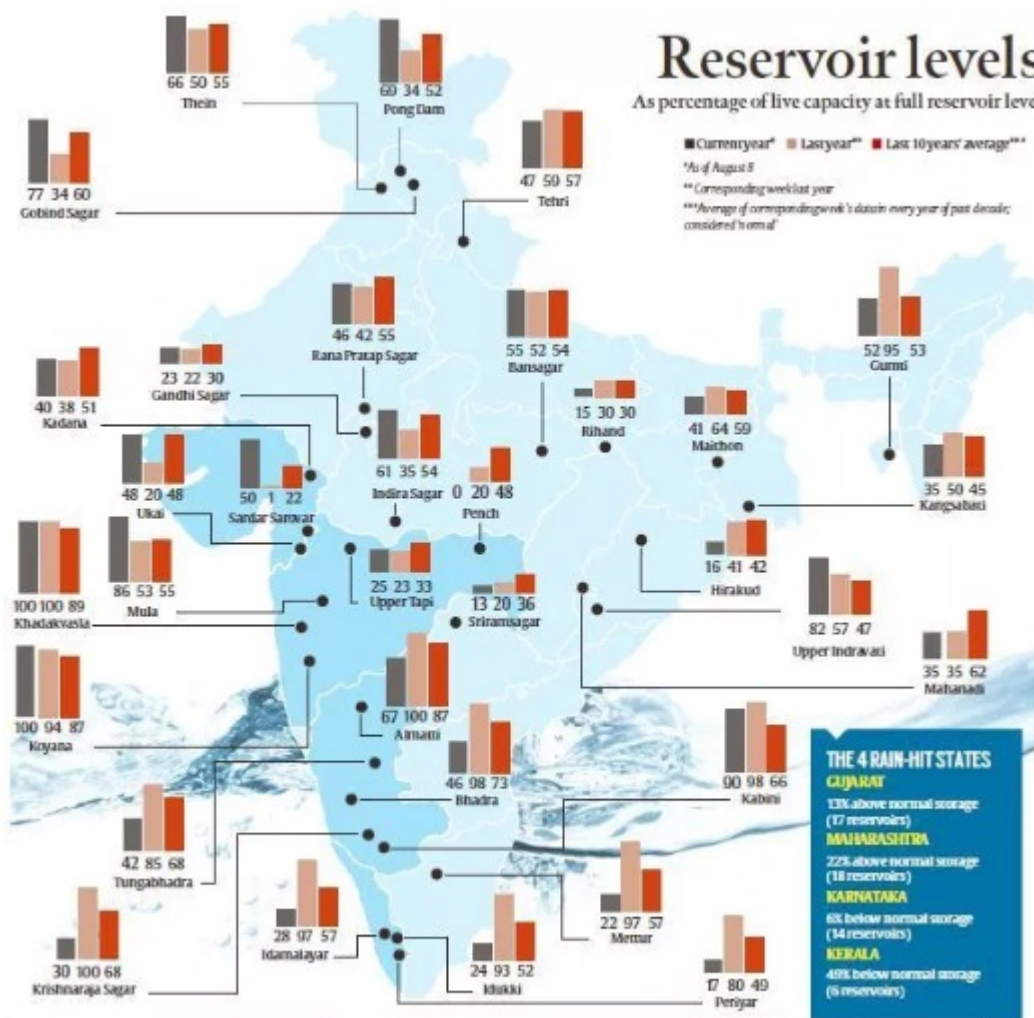 Reservoir levels
As percentage of live capacity at full reservoir leve
Current year* Last year** Last 10 years' average***
*As of August 8
**Corresponding week last year
***Average of corresponding week's data in every year of past decade;
considered 'normal'
66 50 55
Thein
69 34 52
Pong Dam
77 34 60
Gobind Sagar
47 59 57
Tehri
46 42 55
Rana Pratap Sagar
55 52 54
Bansagar
52 95 53
Gumti
23 22 30
Gandhi Sagar
40 38 51
Kadana
15 30 30
Rihand
41 64 59
Maithon
61 35 54
Indira Sagar
0 20 48
Pench
35 50 45
Kangsabati
48 20 48
Ukai
50 1 22
Sardar Sarovar
100 100 89
Khadakvasla
86 53 55
Mula
25 23 33
Upper Tapi
13 20 36
Sriramsagar
16 41 42
Hirakud
82 57 47
Upper Indravati
35 35 62
Mahanadi
100 94 87
Koyana
67 100 87
Almatti
46 98 73
Bhadra
90 98 66
Kabini
42 85 68
Tungabhadra
30 100 68
Krishnaraja Sagar
28 97 57
Idamalayar
24 93 52
Idukki
22 97 57
Mettur
17 80 49
Periyar
THE 4 RAIN-HIT STATES
GUJARAT
13% above normal storage
(17 reservoirs)
MAHARASHTRA
22% above normal storage
(18 reservoirs)
KARNATAKA
6% below normal storage
(14 reservoirs)
KERALA
49% below normal storage
(6 reservoirs)